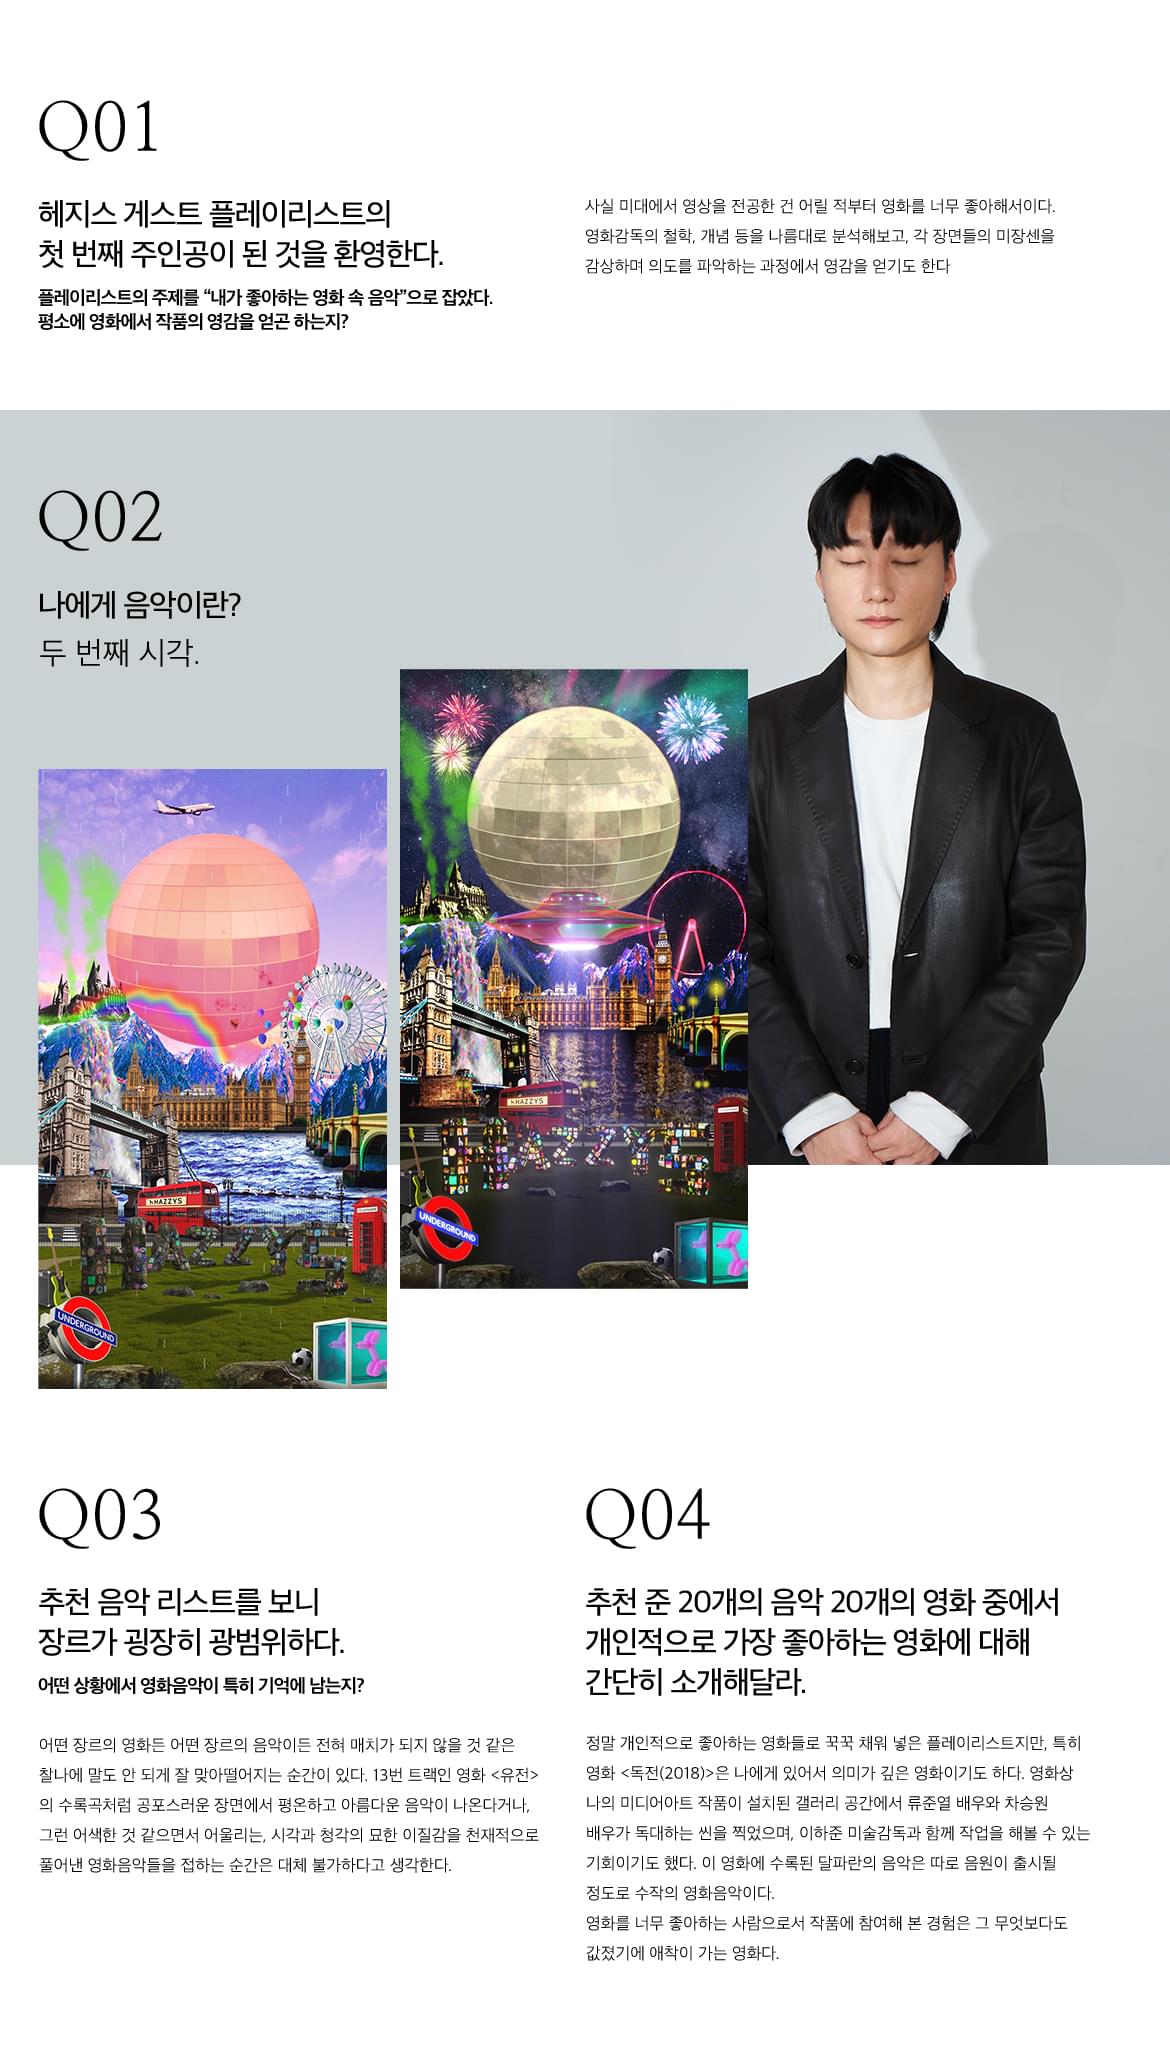 Q01
헤지스 게스트 플레이리스트의
첫 번째 주인공이 된 것을 환영한다.
플레이리스트의 주제를 “내가 좋아하는 영화 속 음악”으로 잡았다.
평소에 영화에서 작품의 영감을 얻곤 하는지?
사실 미대에서 영상을 전공한 건 어릴 적부터 영화를 너무 좋아해서이다.
영화감독의 철학, 개념 등을 나름대로 분석해보고, 각 장면들의 미장센을
감상하며 의도를 파악하는 과정에서 영감을 얻기도 한다
Q02
나에게 음악이란?
두 번째 시각.
HAZZYS
HAZZYS
UNDERGROUND
HAZZYS
HAZZYS
UNDERGROUND
Q03
추천 음악 리스트를 보니
장르가 굉장히 광범위하다.
어떤 상황에서 영화음악이 특히 기억에 남는지?
어떤 장르의 영화든 어떤 장르의 음악이든 전혀 매치가 되지 않을 것 같은
찰나에 말도 안 되게 잘 맞아떨어지는 순간이 있다. 13번 트랙인 영화 <유전>
의 수록곡처럼 공포스러운 장면에서 평온하고 아름다운 음악이 나온다거나,
그런 어색한 것 같으면서 어울리는, 시각과 청각의 묘한 이질감을 천재적으로
풀어낸 영화음악들을 접하는 순간은 대체 불가하다고 생각한다.
Q04
추천 준 20개의 음악 20개의 영화 중에서
개인적으로 가장 좋아하는 영화에 대해
간단히 소개해달라.
정말 개인적으로 좋아하는 영화들로 꾹꾹 채워 넣은 플레이리스트지만, 특히
영화 <독전(2018)>은 나에게 있어서 의미가 깊은 영화이기도 하다. 영화상
나의 미디어아트 작품이 설치된 갤러리 공간에서 류준열 배우와 차승원
배우가 독대하는 씬을 찍었으며, 이하준 미술감독과 함께 작업을 해볼 수 있는
기회이기도 했다. 이 영화에 수록된 달파란의 음악은 따로 음원이 출시될
정도로 수작의 영화음악이다.
영화를 너무 좋아하는 사람으로서 작품에 참여해 본 경험은 그 무엇보다도
값졌기에 애착이 가는 영화다.